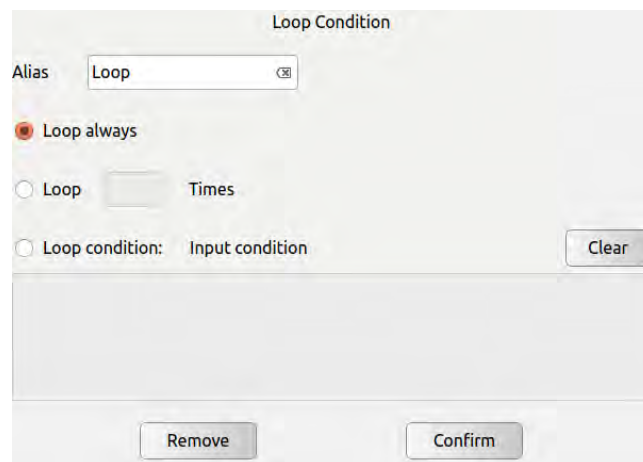 Loop Condition
Alias Loop
Loop always
Loop Times
Loop condition: Input condition Clear
Remove Confirm